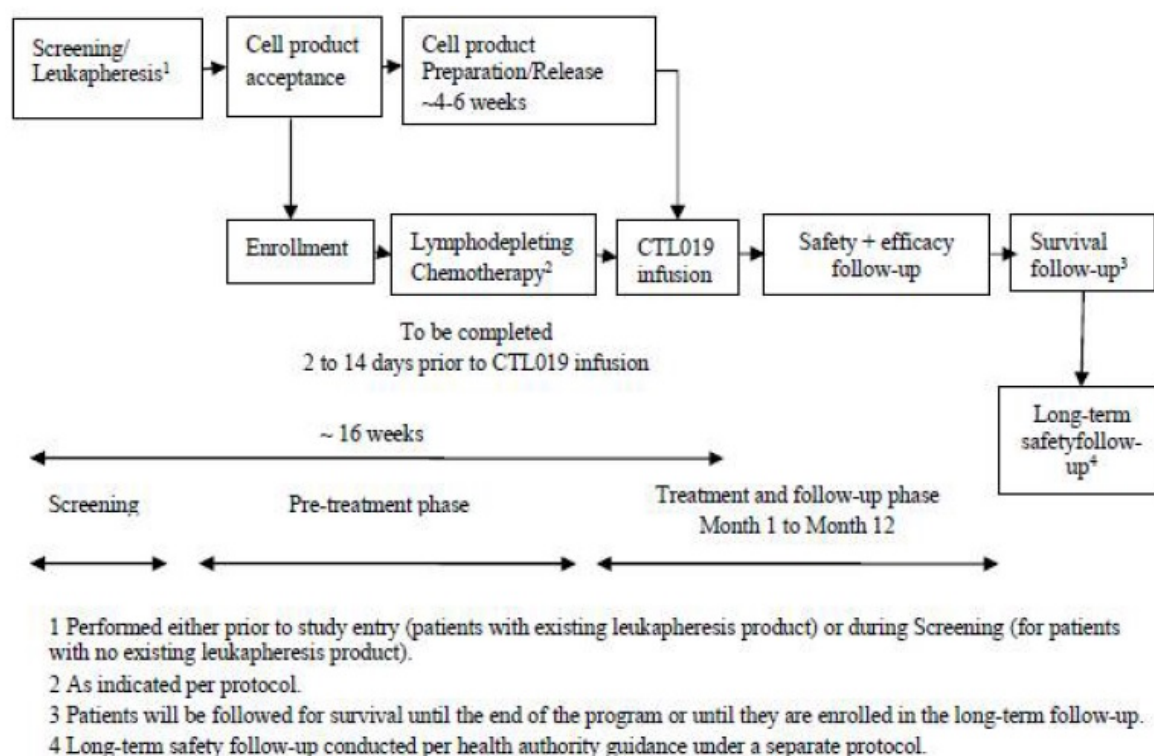 Screening/
Leukapheresis¹
Cell product
acceptance
Cell product
Preparation/Release
~4-6 weeks
Enrollment
Lymphodepleting
Chemotherapy²
CTL019
infusion
Safety + efficacy
follow-up
Survival
follow-up³
To be completed
2 to 14 days prior to CTL019 infusion
Long-term
safetyfollow-
up⁴
~ 16 weeks
Screening
Pre-treatment phase
Treatment and follow-up phase
Month 1 to Month 12
1 Performed either prior to study entry (patients with existing leukapheresis product) or during Screening (for patients
with no existing leukapheresis product).
2 As indicated per protocol.
3 Patients will be followed for survival until the end of the program or until they are enrolled in the long-term follow-up.
4 Long-term safety follow-up conducted per health authority guidance under a separate protocol.